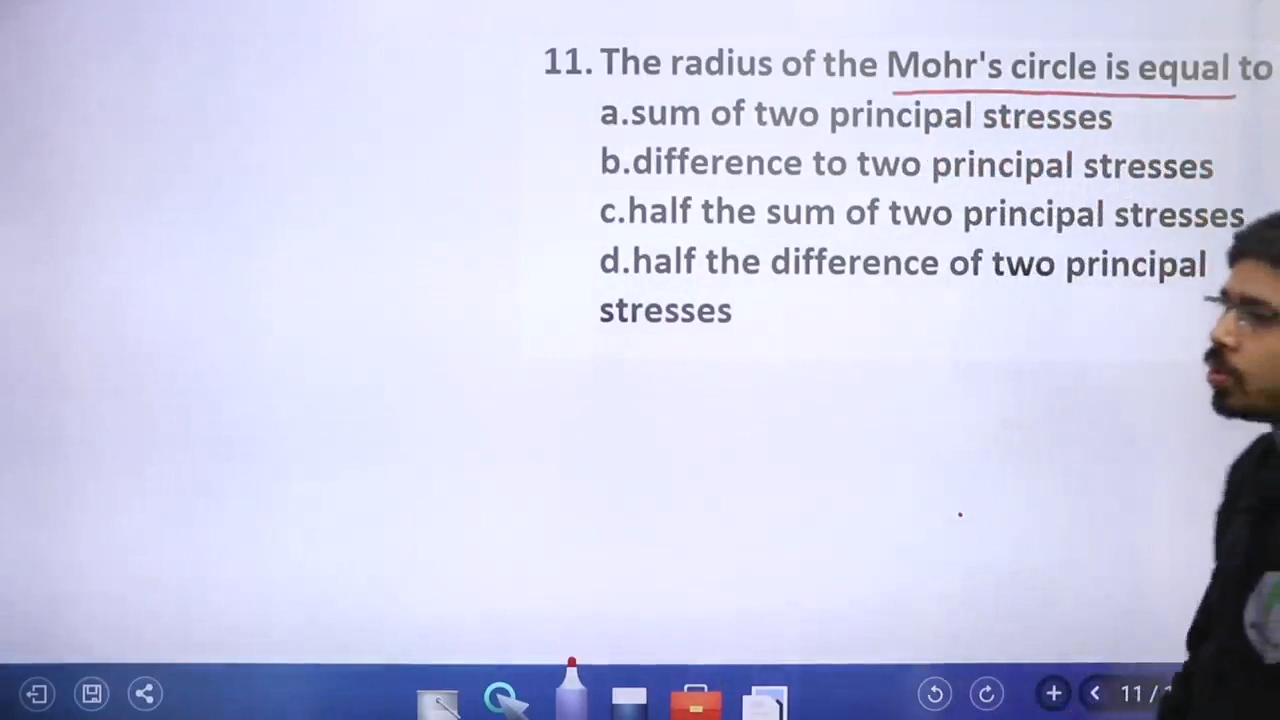 11. The radius of the Mohr's circle is equal to
a.sum of two principal stresses
b.difference to two principal stresses
c.half the sum of two principal stresses
d.half the difference of two principal
stresses
11 /